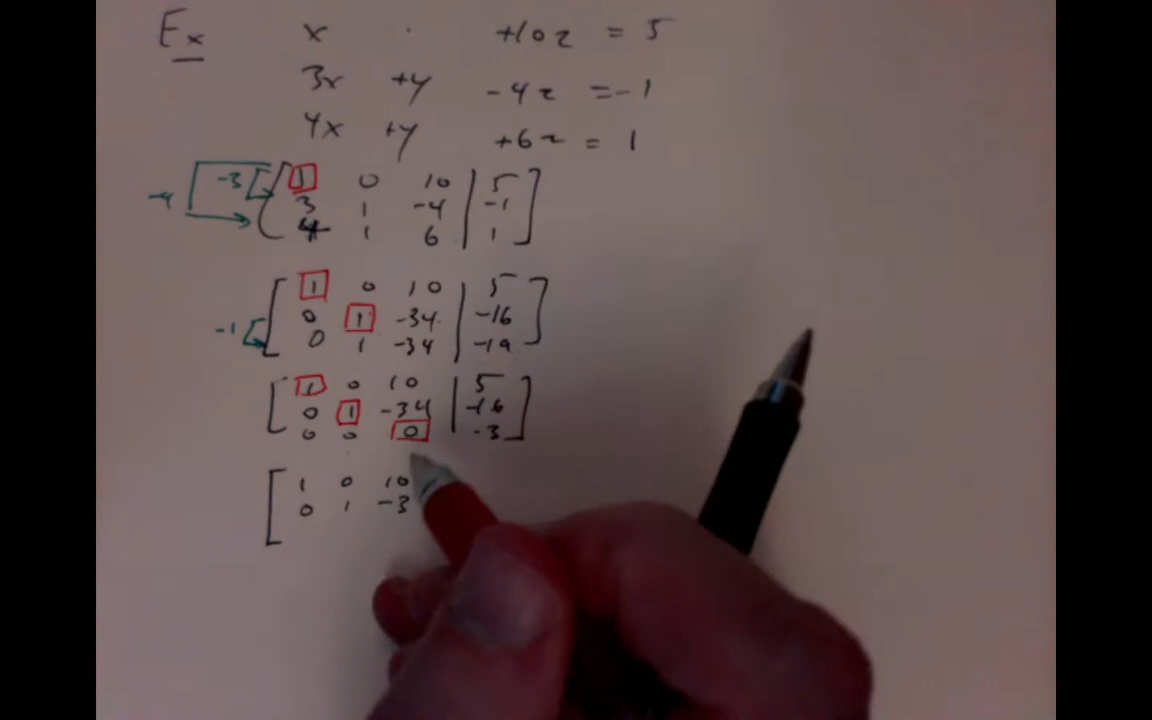 Ex x +10z = 5
3x +y -4z =-1
4x +y +6z = 1
-4 -3 [ 1 0 10 | 5 ]
3 1 -4 | -1
4 1 6 | 1
[ 1 0 10 | 5 ]
0 1 -34 | -16
-1 0 1 -34 | -19
[ 1 0 10 | 5 ]
0 1 -34 | -16
0 0 0 | -3
[ 1 0 10
0 1 -3